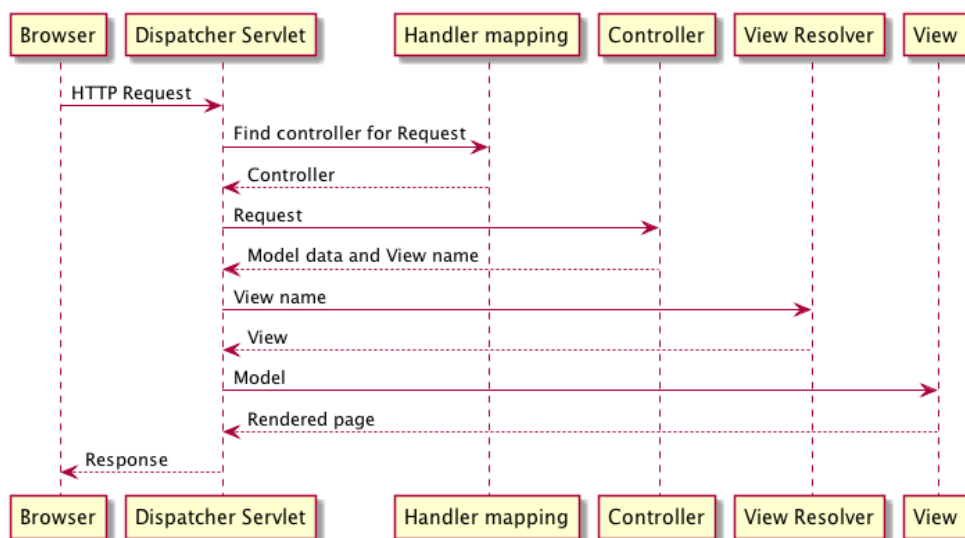 Browser Dispatcher Servlet Handler mapping Controller View Resolver View
HTTP Request
Find controller for Request
Controller
Request
Model data and View name
View name
View
Model
Rendered page
Response
Browser Dispatcher Servlet Handler mapping Controller View Resolver View